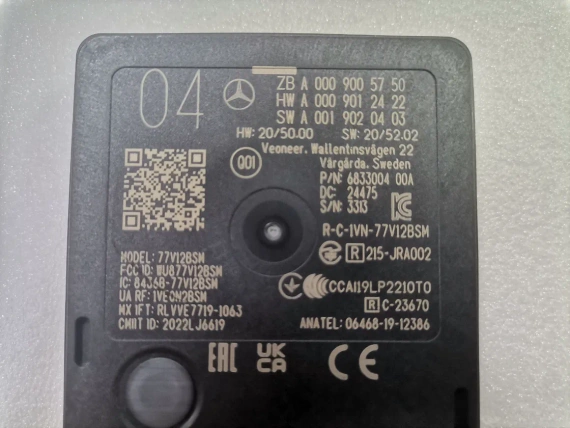 04
ZB A 000 900 57 50
HW A 000 901 24 22
SW A 001 902 04 03
HW: 20/50.00 SW: 20/52.02
001
Veoneer. Wallentinsvägen 22
Vårgårda. Sweden
P/N: 6833004 00A
DC: 24475
S/N: 3313
R-C-1VN-77V12BSM
R 215-JRA002
CCAI19LP2210T0
R C-23670
ANATEL: 06468-19-12386
MODEL: 77V12BSM
FCC ID: WU877V12BSM
IC: 8436B-77V12BSM
UA RF: 1VEON2BSM
MX IFT: RLVVE7719-1063
CMIIT ID: 2022LJ6619
EAC UKCA CE